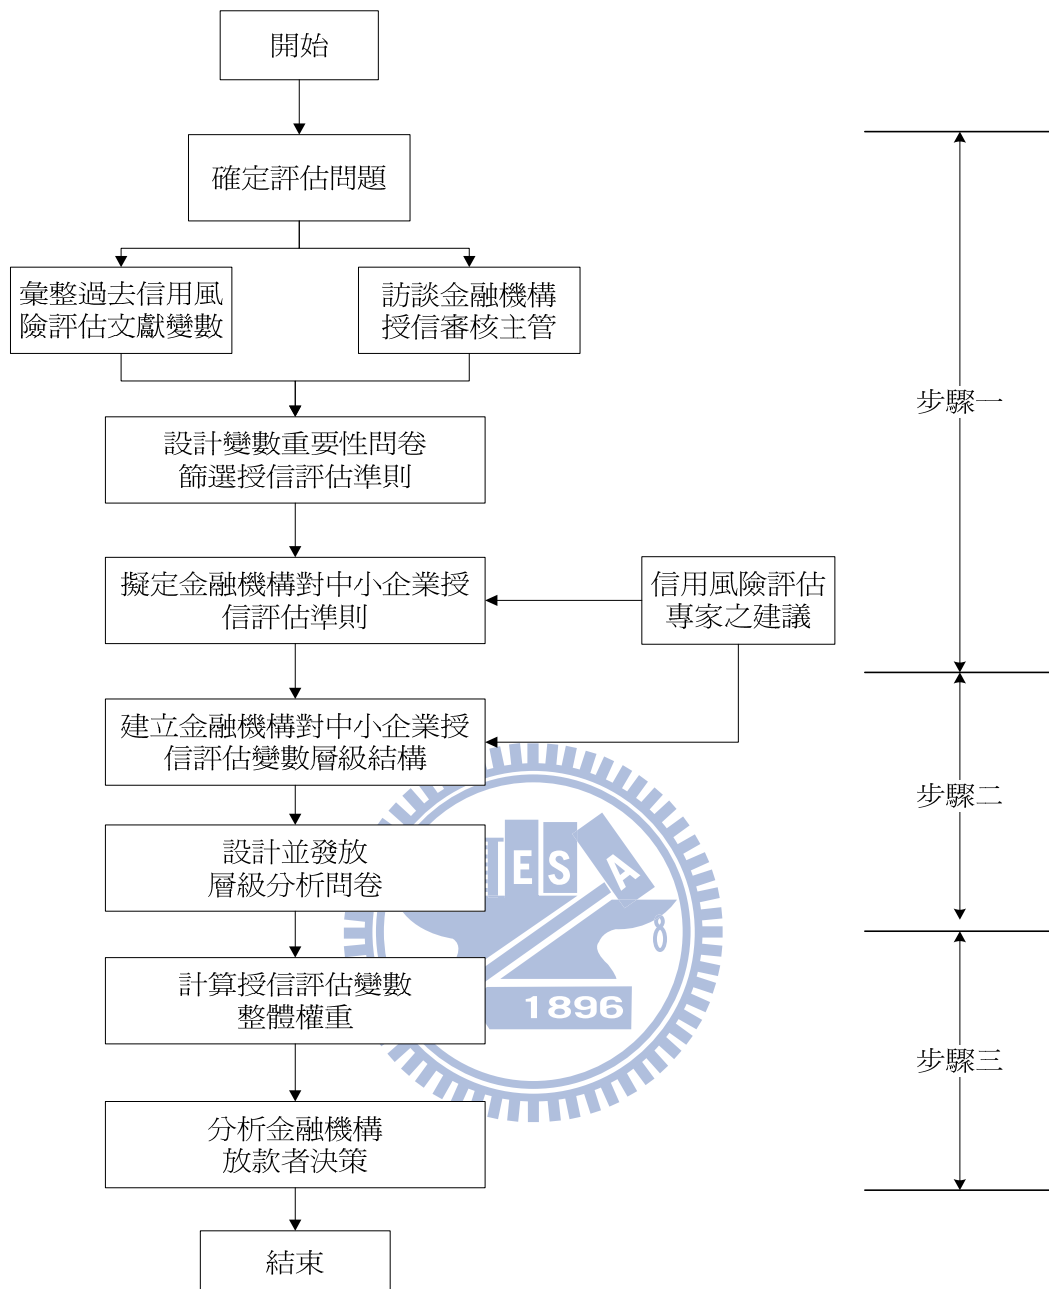 開始
確定評估問題
彙整過去信用風
險評估文獻變數
訪談金融機構
授信審核主管
設計變數重要性問卷
篩選授信評估準則
步驟一
擬定金融機構對中小企業授
信評估準則
信用風險評估
專家之建議
建立金融機構對中小企業授
信評估變數層級結構
步驟二
設計並發放
層級分析問卷
E S A
計算授信評估變數
整體權重
1896
步驟三
分析金融機構
放款者決策
結束